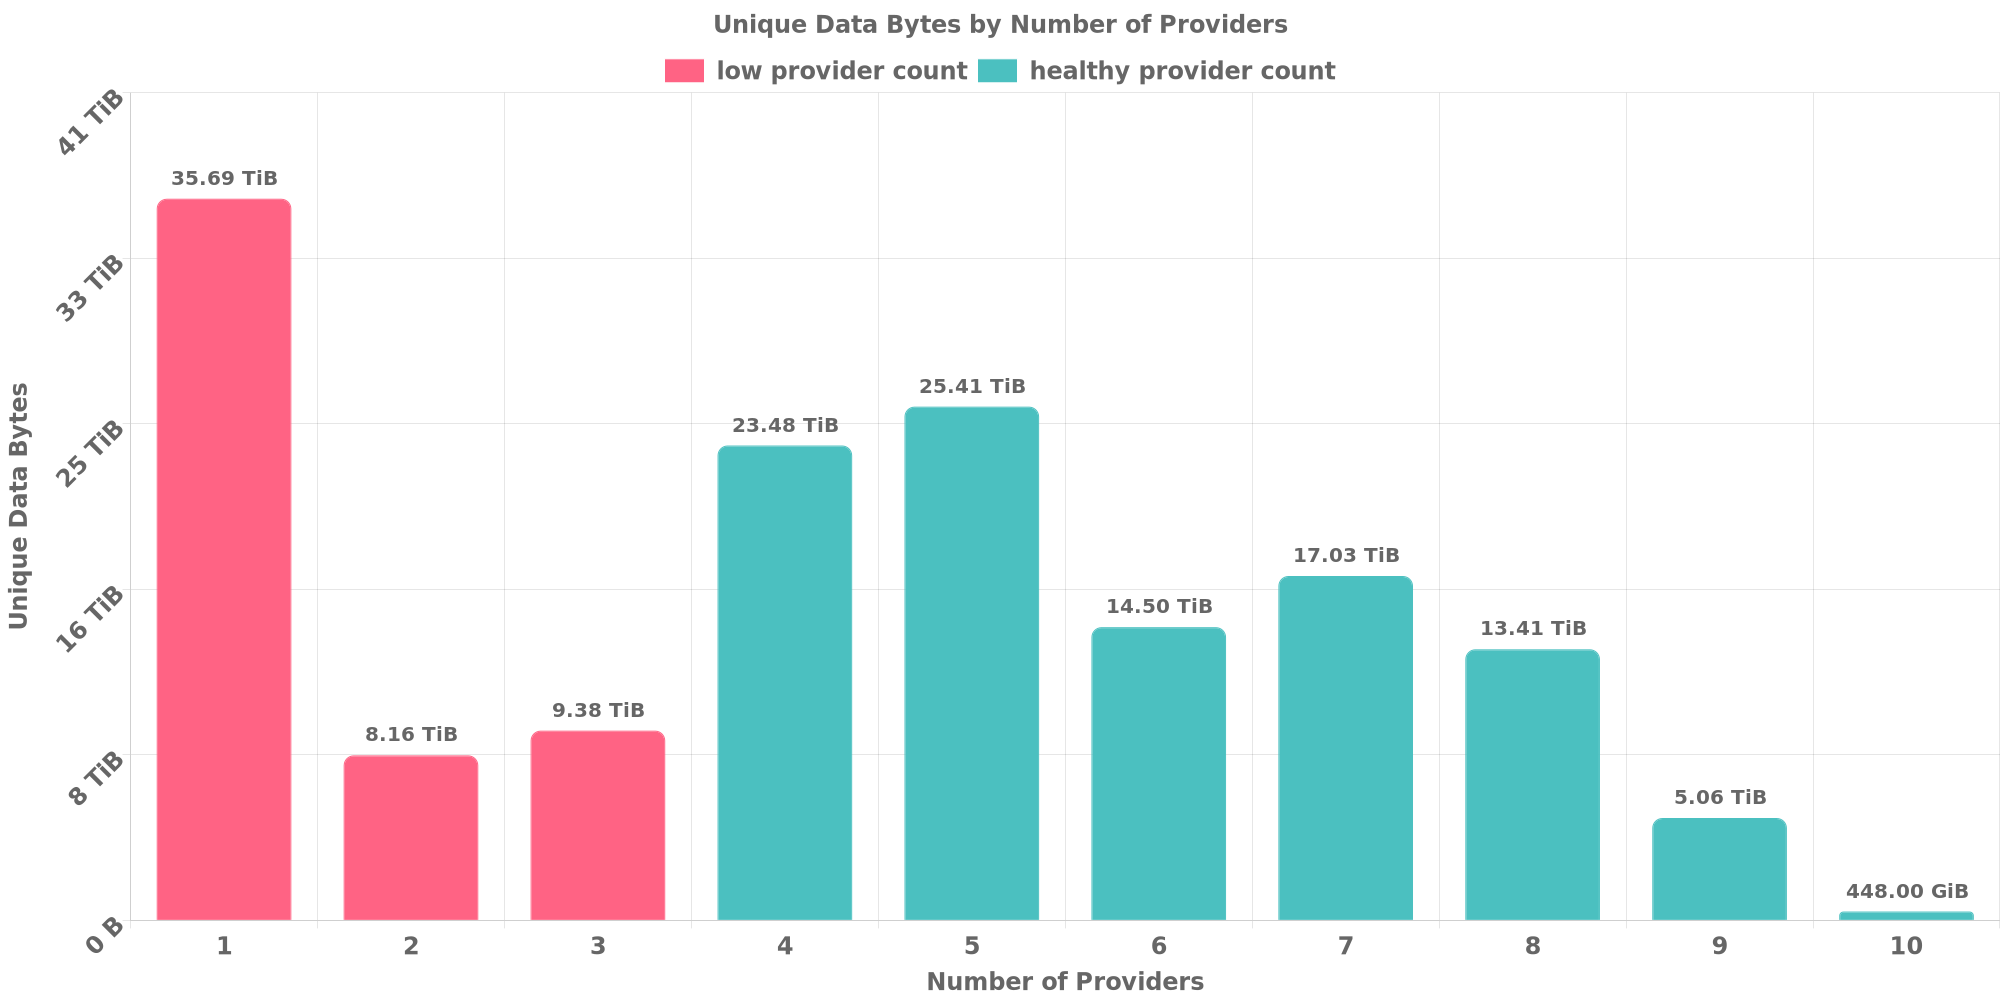 Unique Data Bytes by Number of Providers
low provider count healthy provider count
41 TiB
33 TiB
25 TiB
16 TiB
8 TiB
0 B
Unique Data Bytes
35.69 TiB
8.16 TiB
9.38 TiB
23.48 TiB
25.41 TiB
14.50 TiB
17.03 TiB
13.41 TiB
5.06 TiB
448.00 GiB
1 2 3 4 5 6 7 8 9 10
Number of Providers